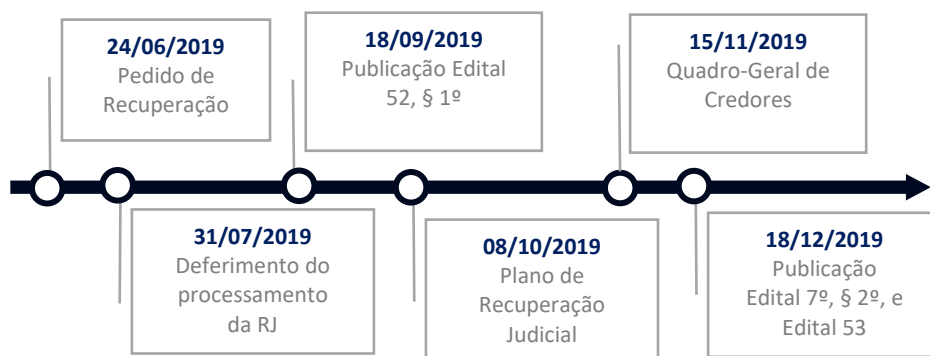 24/06/2019
Pedido de
Recuperação
18/09/2019
Publicação Edital
52, § 1º
15/11/2019
Quadro-Geral de
Credores
31/07/2019
Deferimento do
processamento
da RJ
08/10/2019
Plano de
Recuperação
Judicial
18/12/2019
Publicação
Edital 7º, § 2º, e
Edital 53